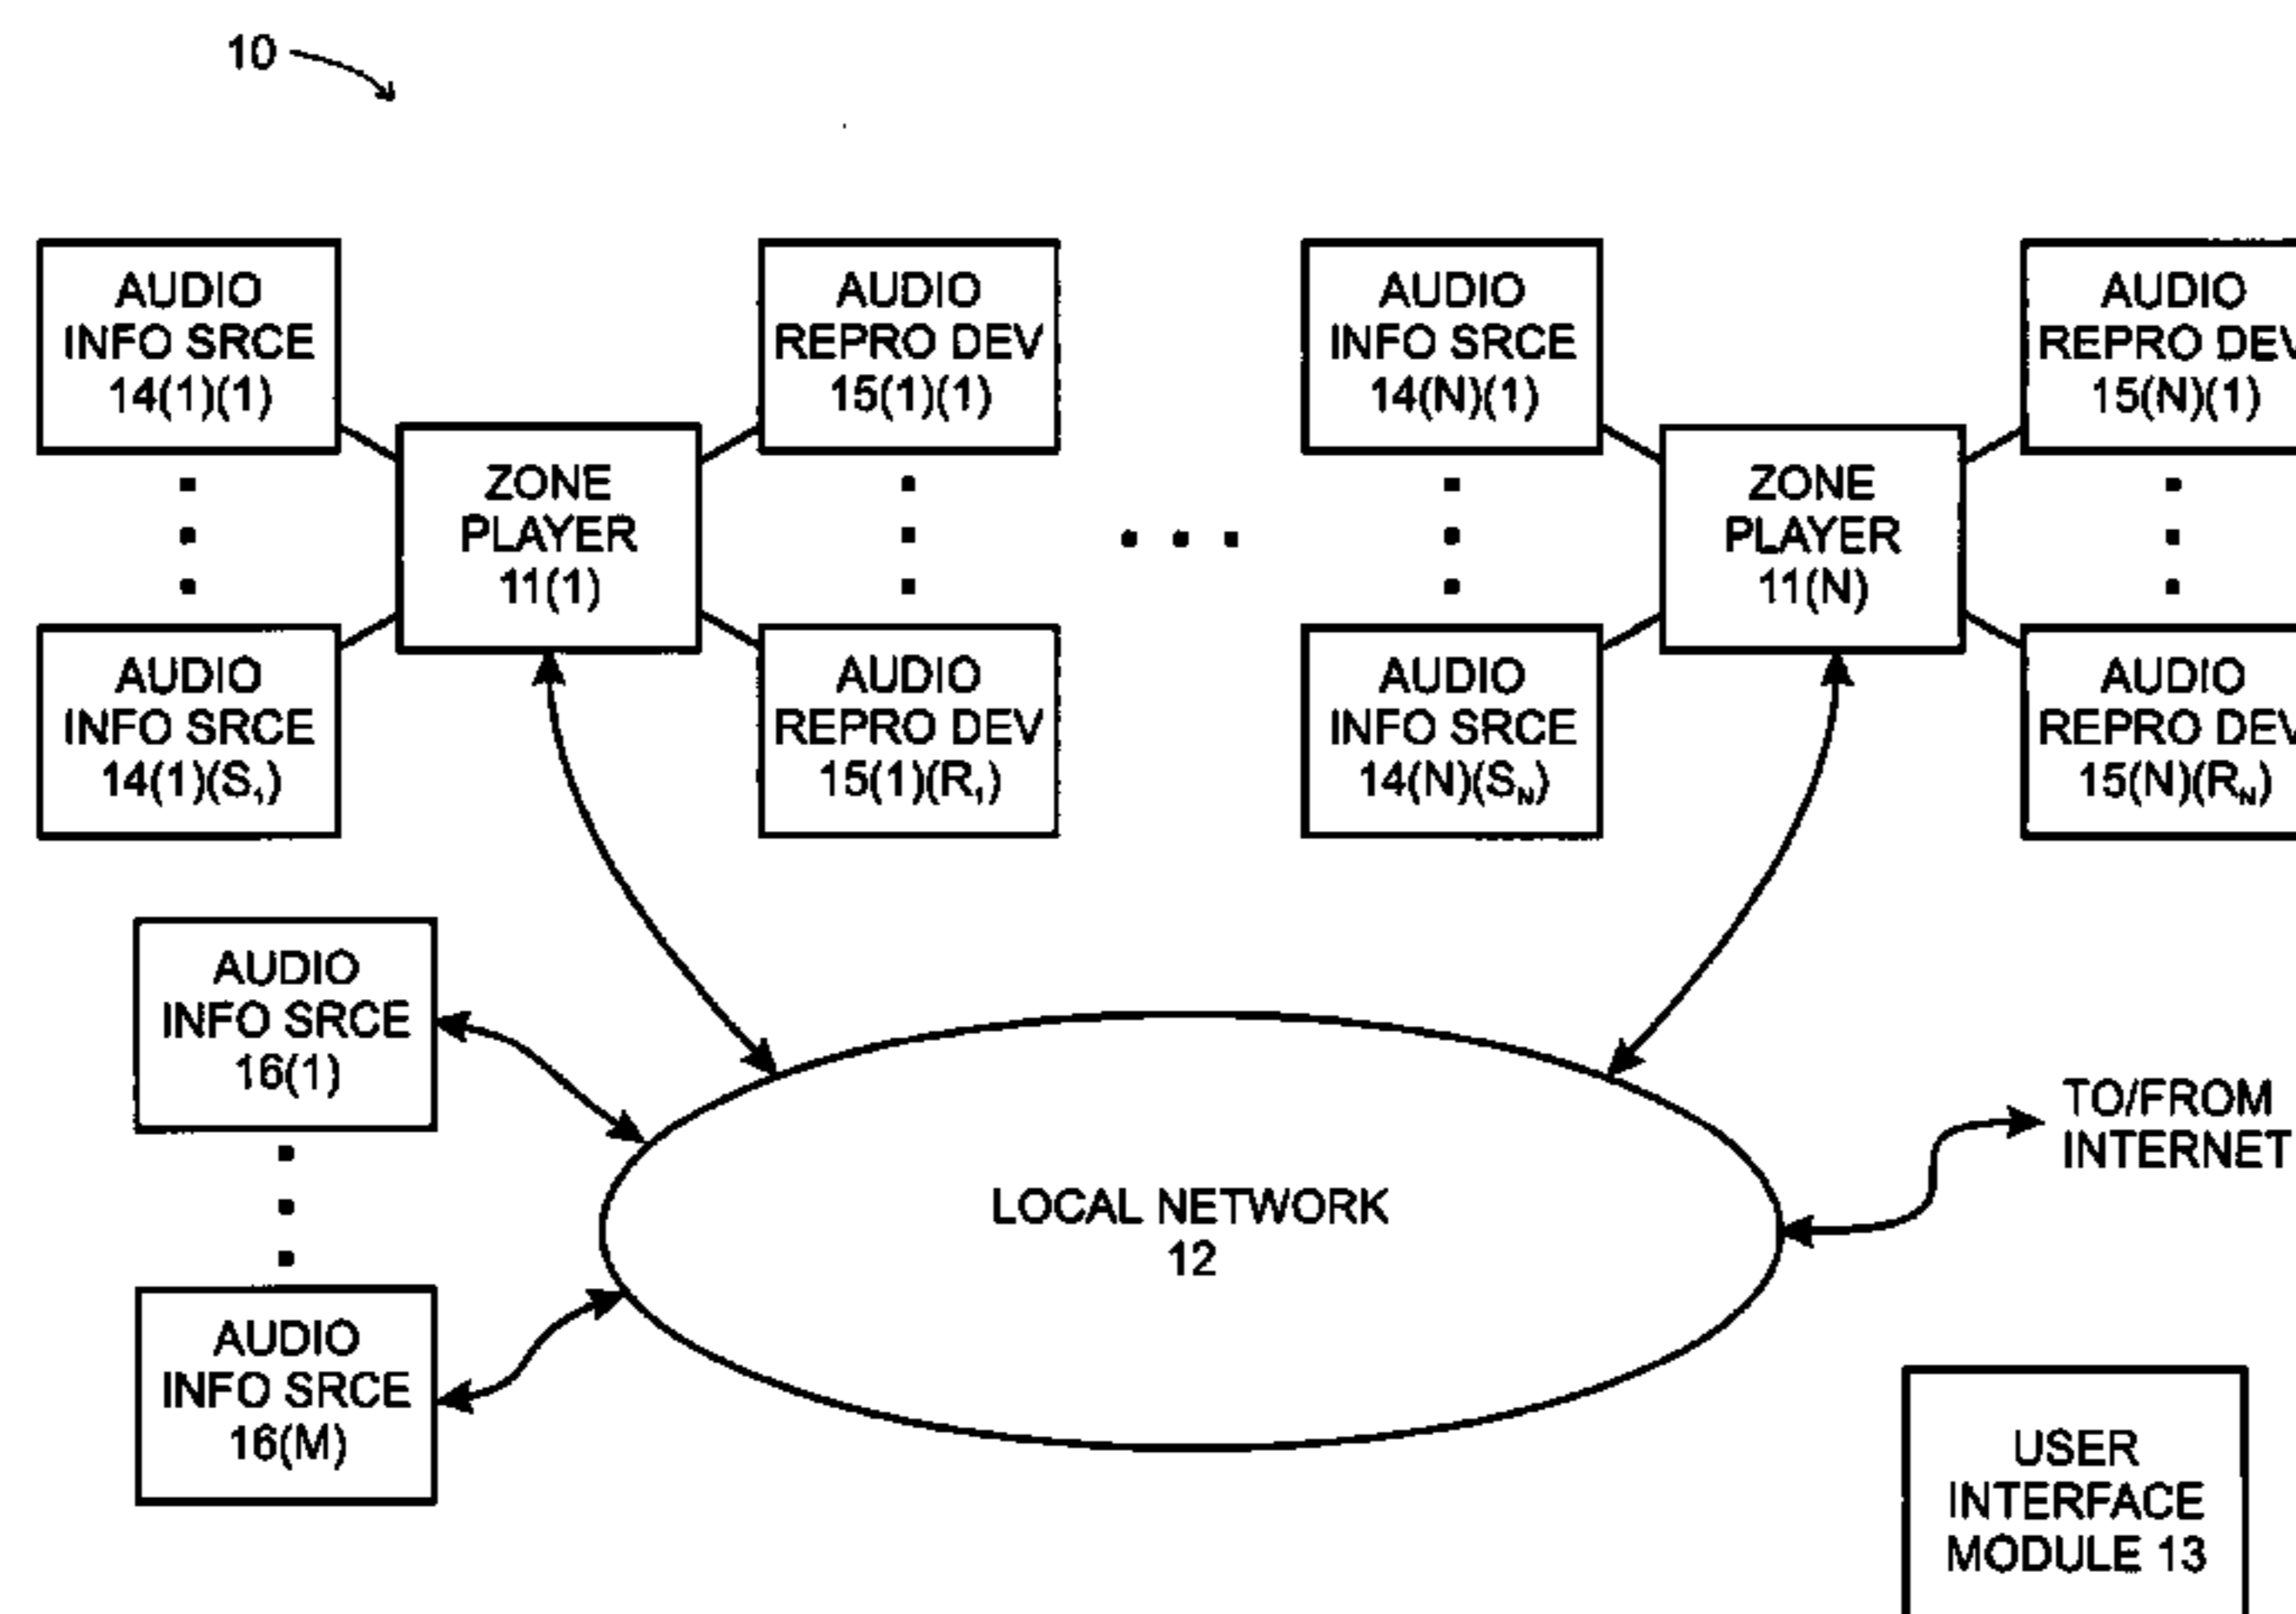 10
AUDIO
INFO SRCE
14(1)(1)
AUDIO
REPRO DEV
15(1)(1)
AUDIO
INFO SRCE
14(N)(1)
AUDIO
REPRO DEV
15(N)(1)
ZONE
PLAYER
11(1)
ZONE
PLAYER
11(N)
AUDIO
INFO SRCE
14(1)(S₁)
AUDIO
REPRO DEV
15(1)(R₁)
AUDIO
INFO SRCE
14(N)(S_N)
AUDIO
REPRO DEV
15(N)(R_N)
AUDIO
INFO SRCE
16(1)
TO/FROM
INTERNET
LOCAL NETWORK
12
AUDIO
INFO SRCE
16(M)
USER
INTERFACE
MODULE 13